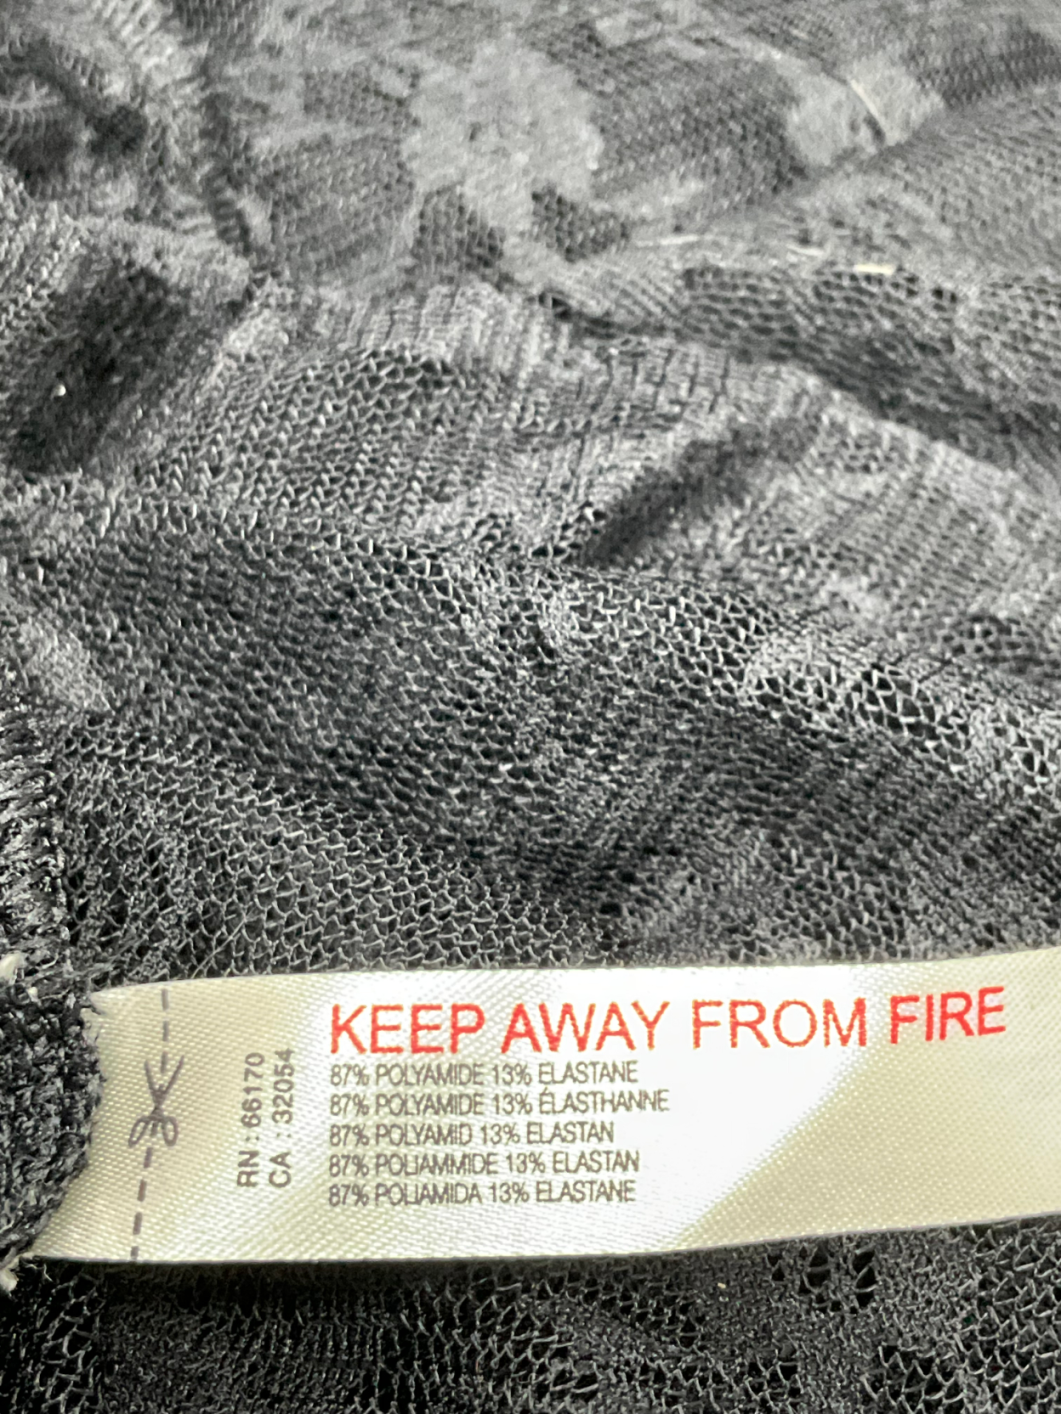 KEEP AWAY FROM FIRE
RN : 66170
CA : 32054
87% POLYAMIDE 13% ELASTANE
87% POLYAMIDE 13% ÉLASTHANNE
87% POLYAMID 13% ELASTAN
87% POLIAMMIDE 13% ELASTAN
87% POLIAMIDA 13% ELASTANE